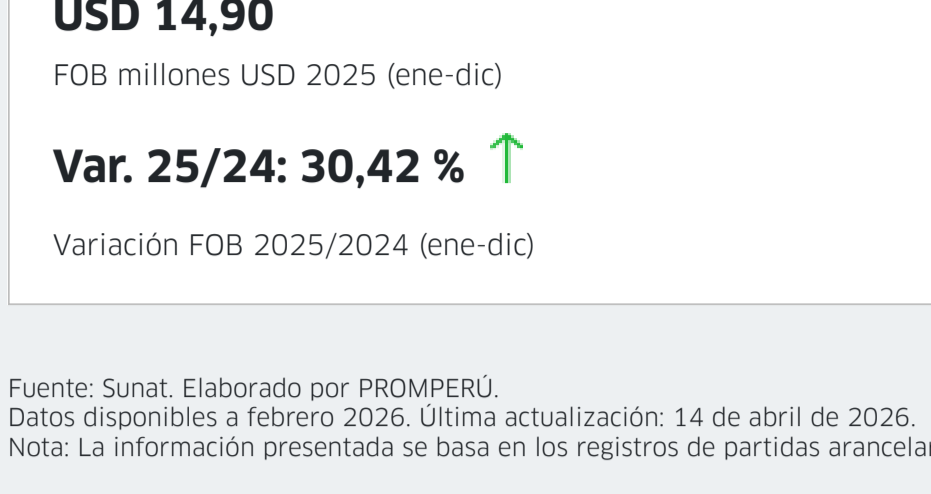 USD 14,90
FOB millones USD 2025 (ene-dic)
Var. 25/24: 30,42 %
Variación FOB 2025/2024 (ene-dic)
Fuente: Sunat. Elaborado por PROMPERÚ.
Datos disponibles a febrero 2026. Última actualización: 14 de abril de 2026.
Nota: La información presentada se basa en los registros de partidas